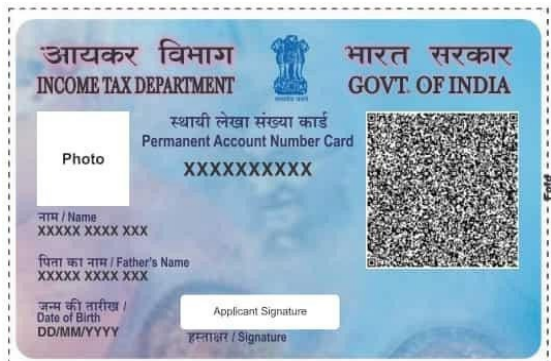 आयकर विभाग
INCOME TAX DEPARTMENT
भारत सरकार
GOVT. OF INDIA
स्थायी लेखा संख्या कार्ड
Permanent Account Number Card
XXXXXXXXXX
Photo
नाम / Name
XXXXX XXXX XXX
पिता का नाम / Father's Name
XXXXX XXXX XXX
जन्म की तारीख /
Date of Birth
DD/MM/YYYY
Applicant Signature
हस्ताक्षर / Signature